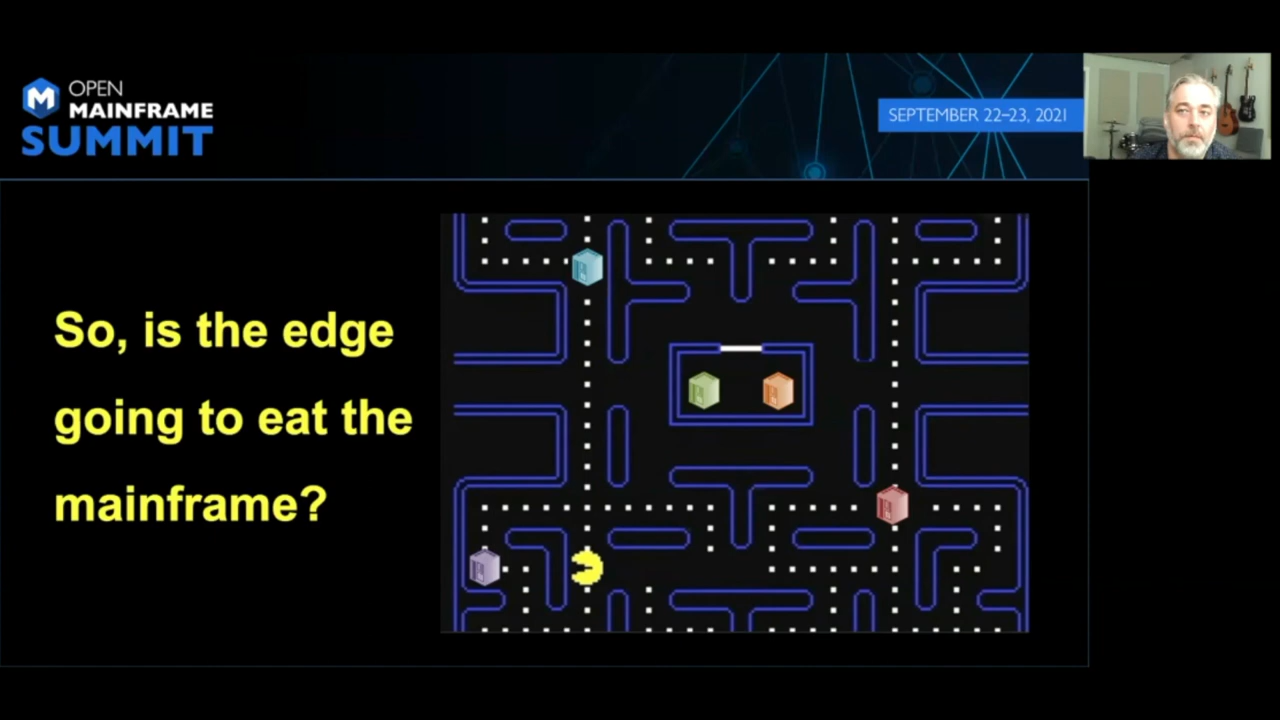 OPEN
MAINFRAME
SUMMIT
SEPTEMBER 22–23, 2021
So, is the edge
going to eat the
mainframe?